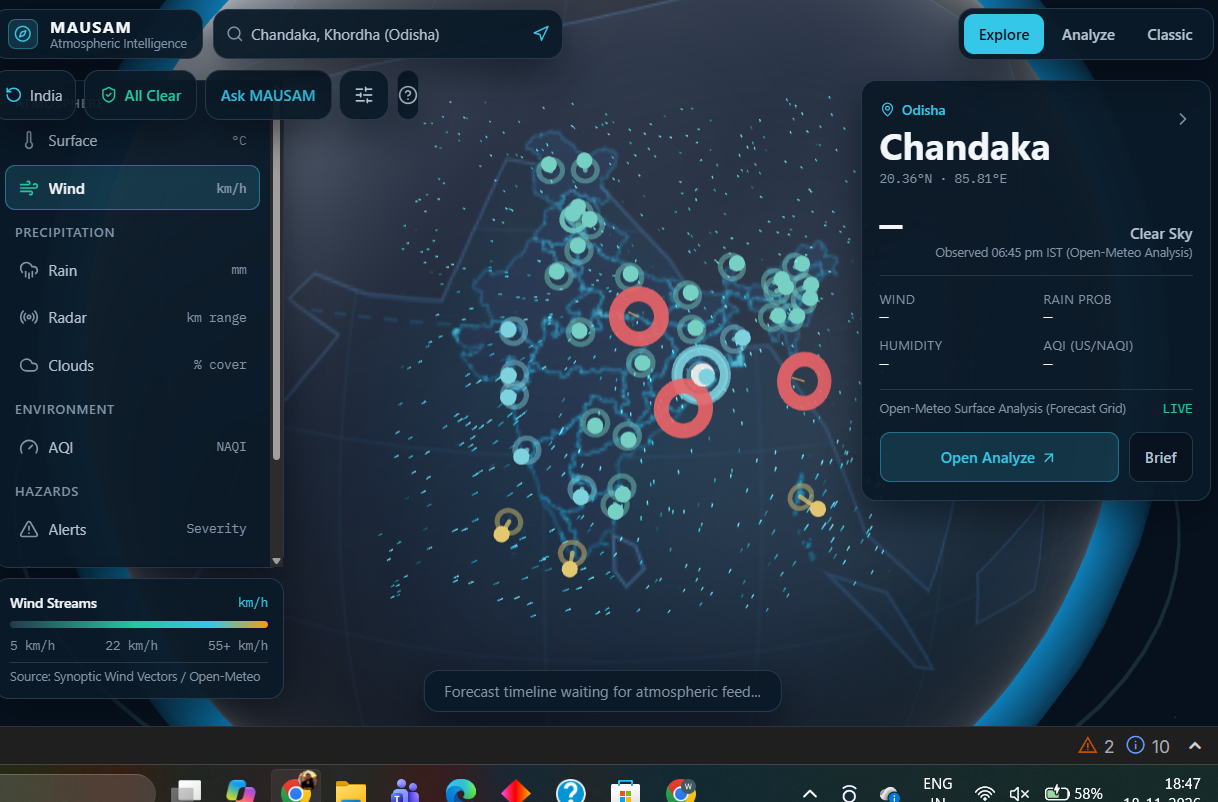 MAUSAM
Atmospheric Intelligence
Chandaka, Khordha (Odisha)
Explore
Analyze
Classic
India
All Clear
Ask MAUSAM
Surface °C
Wind km/h
PRECIPITATION
Rain mm
Radar km range
Clouds % cover
ENVIRONMENT
AQI NAQI
HAZARDS
Alerts Severity
Wind Streams km/h
5 km/h 22 km/h 55+ km/h
Source: Synoptic Wind Vectors / Open-Meteo
Odisha
Chandaka
20.36°N · 85.81°E
—
Clear Sky
Observed 06:45 pm IST (Open-Meteo Analysis)
WIND RAIN PROB
— —
HUMIDITY AQI (US/NAQI)
— —
Open-Meteo Surface Analysis (Forecast Grid) LIVE
Open Analyze ↗
Brief
Forecast timeline waiting for atmospheric feed...
2 10
W
ENG
IN
58%
18:47